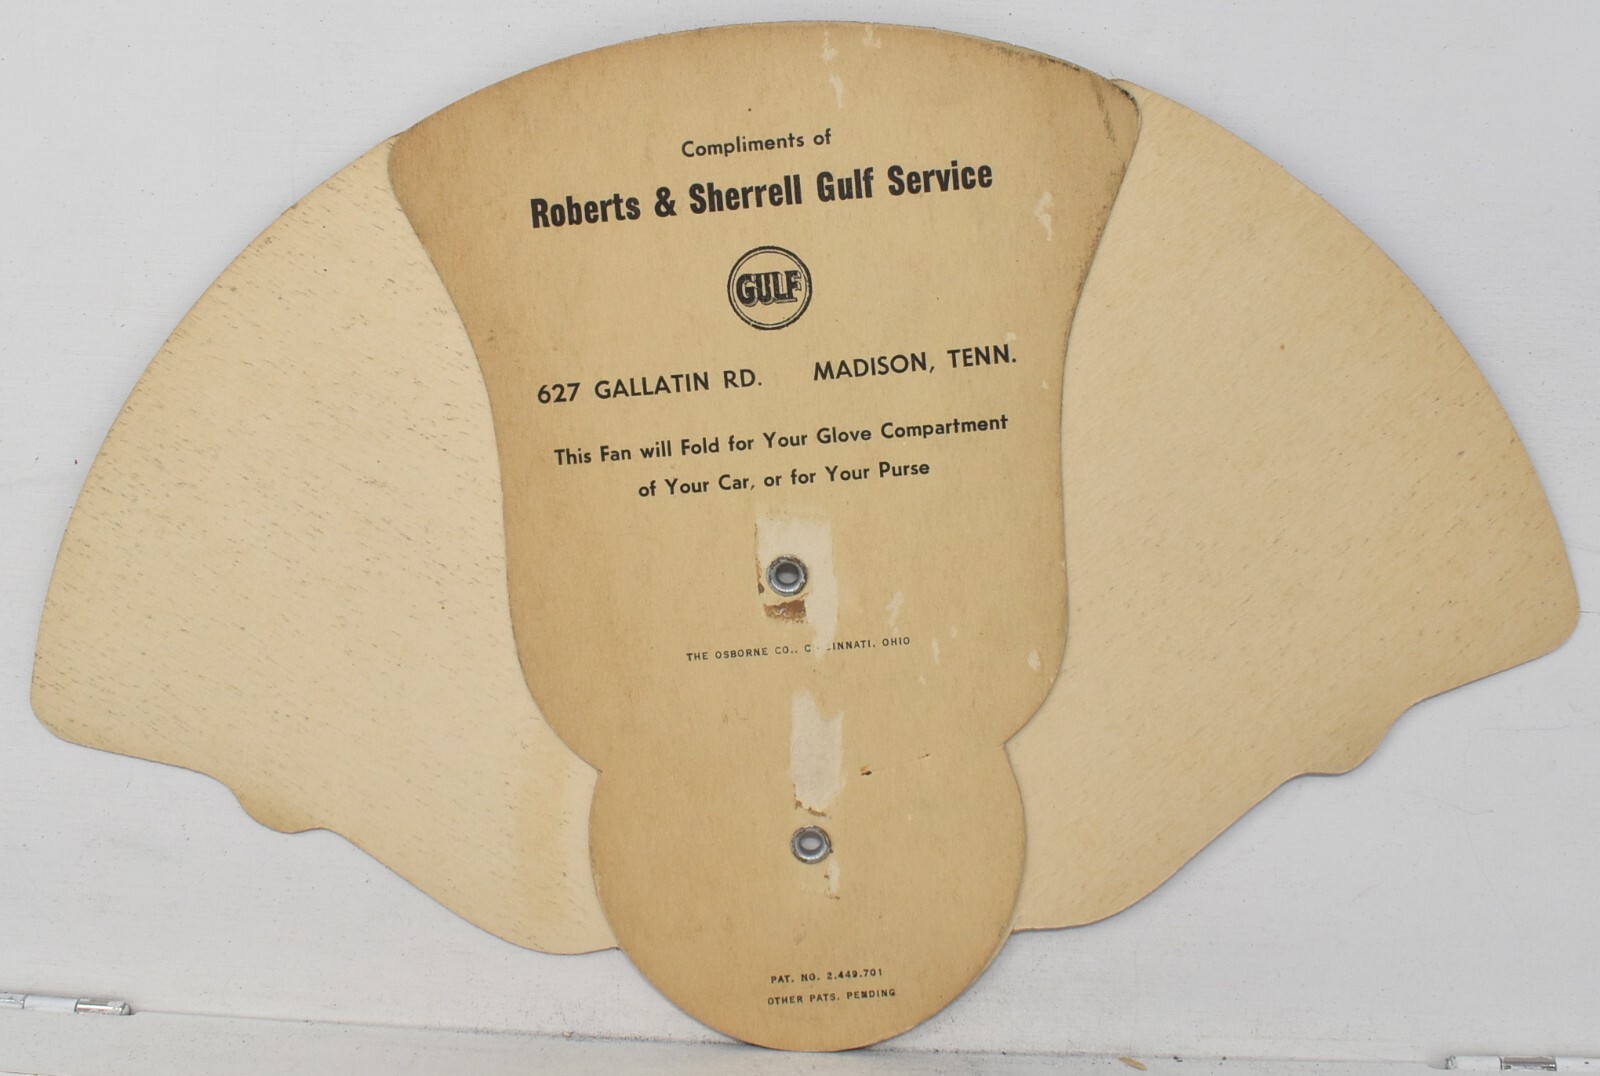 Compliments of
Roberts & Sherrell Gulf Service
GULF
627 GALLATIN RD. MADISON, TENN.
This Fan will Fold for Your Glove Compartment
of Your Car, or for Your Purse
THE OSBORNE CO., OHIO
PAT. NO. 2.449.701
OTHER PATS. PENDING